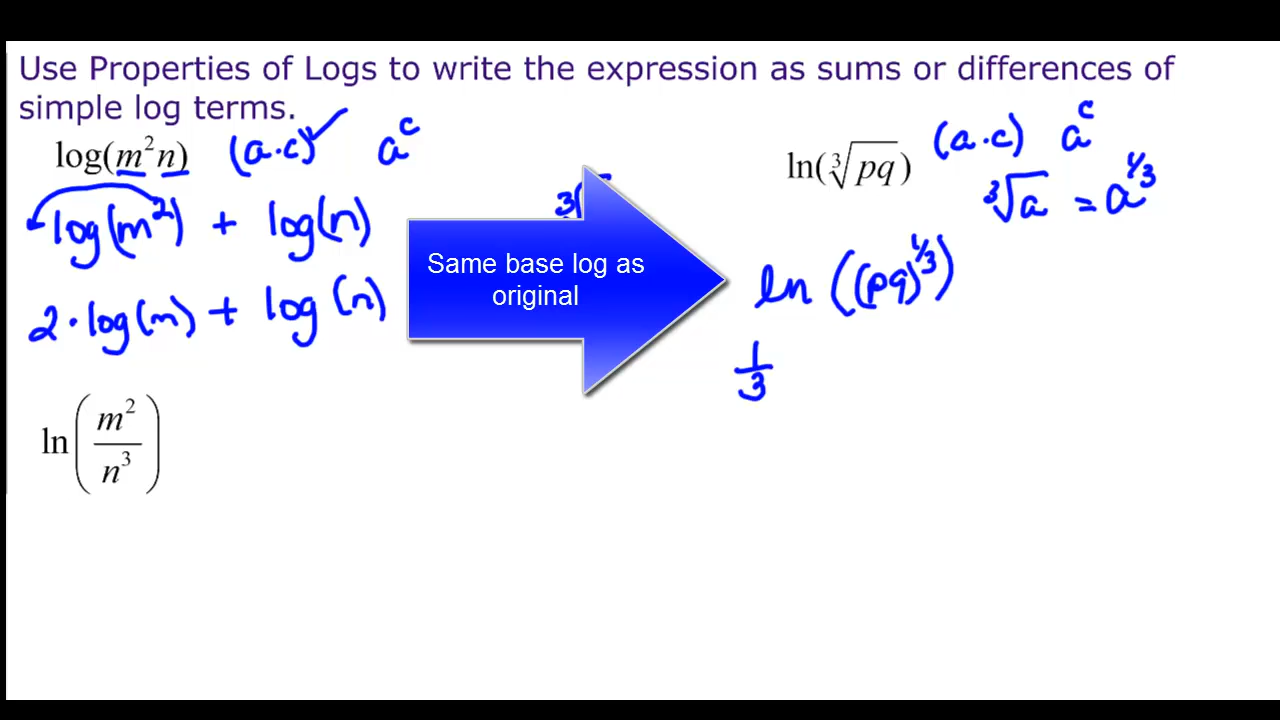 Use Properties of Logs to write the expression as sums or differences of
simple log terms.
log(m²n) (a·c) ✓ a^c
log(m²) + log(n)
2·log(m) + log(n)
ln(m²/n³)
3√
Same base log as
original
ln(∛pq) (a·c) a^c
∛a = a^1/3
ln((pq)^1/3)
1/3